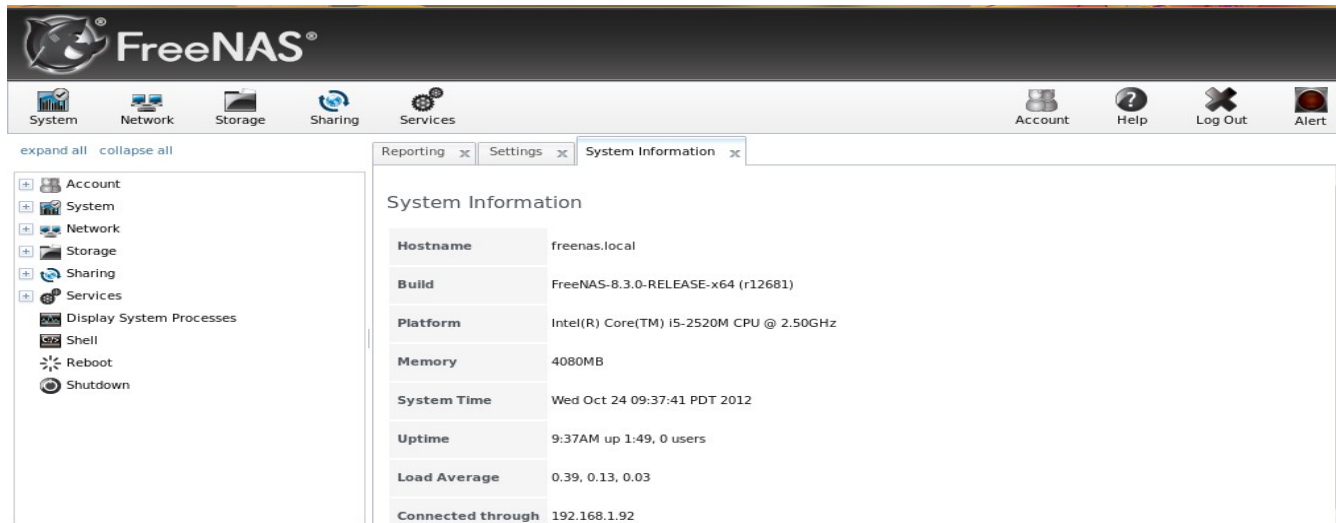 FreeNAS®
System Network Storage Sharing Services Account Help Log Out Alert
expand all collapse all
Reporting Settings System Information
Account
System
Network
Storage
Sharing
Services
Display System Processes
Shell
Reboot
Shutdown
System Information
Hostname freenas.local
Build FreeNAS-8.3.0-RELEASE-x64 (r12681)
Platform Intel(R) Core(TM) i5-2520M CPU @ 2.50GHz
Memory 4080MB
System Time Wed Oct 24 09:37:41 PDT 2012
Uptime 9:37AM up 1:49, 0 users
Load Average 0.39, 0.13, 0.03
Connected through 192.168.1.92